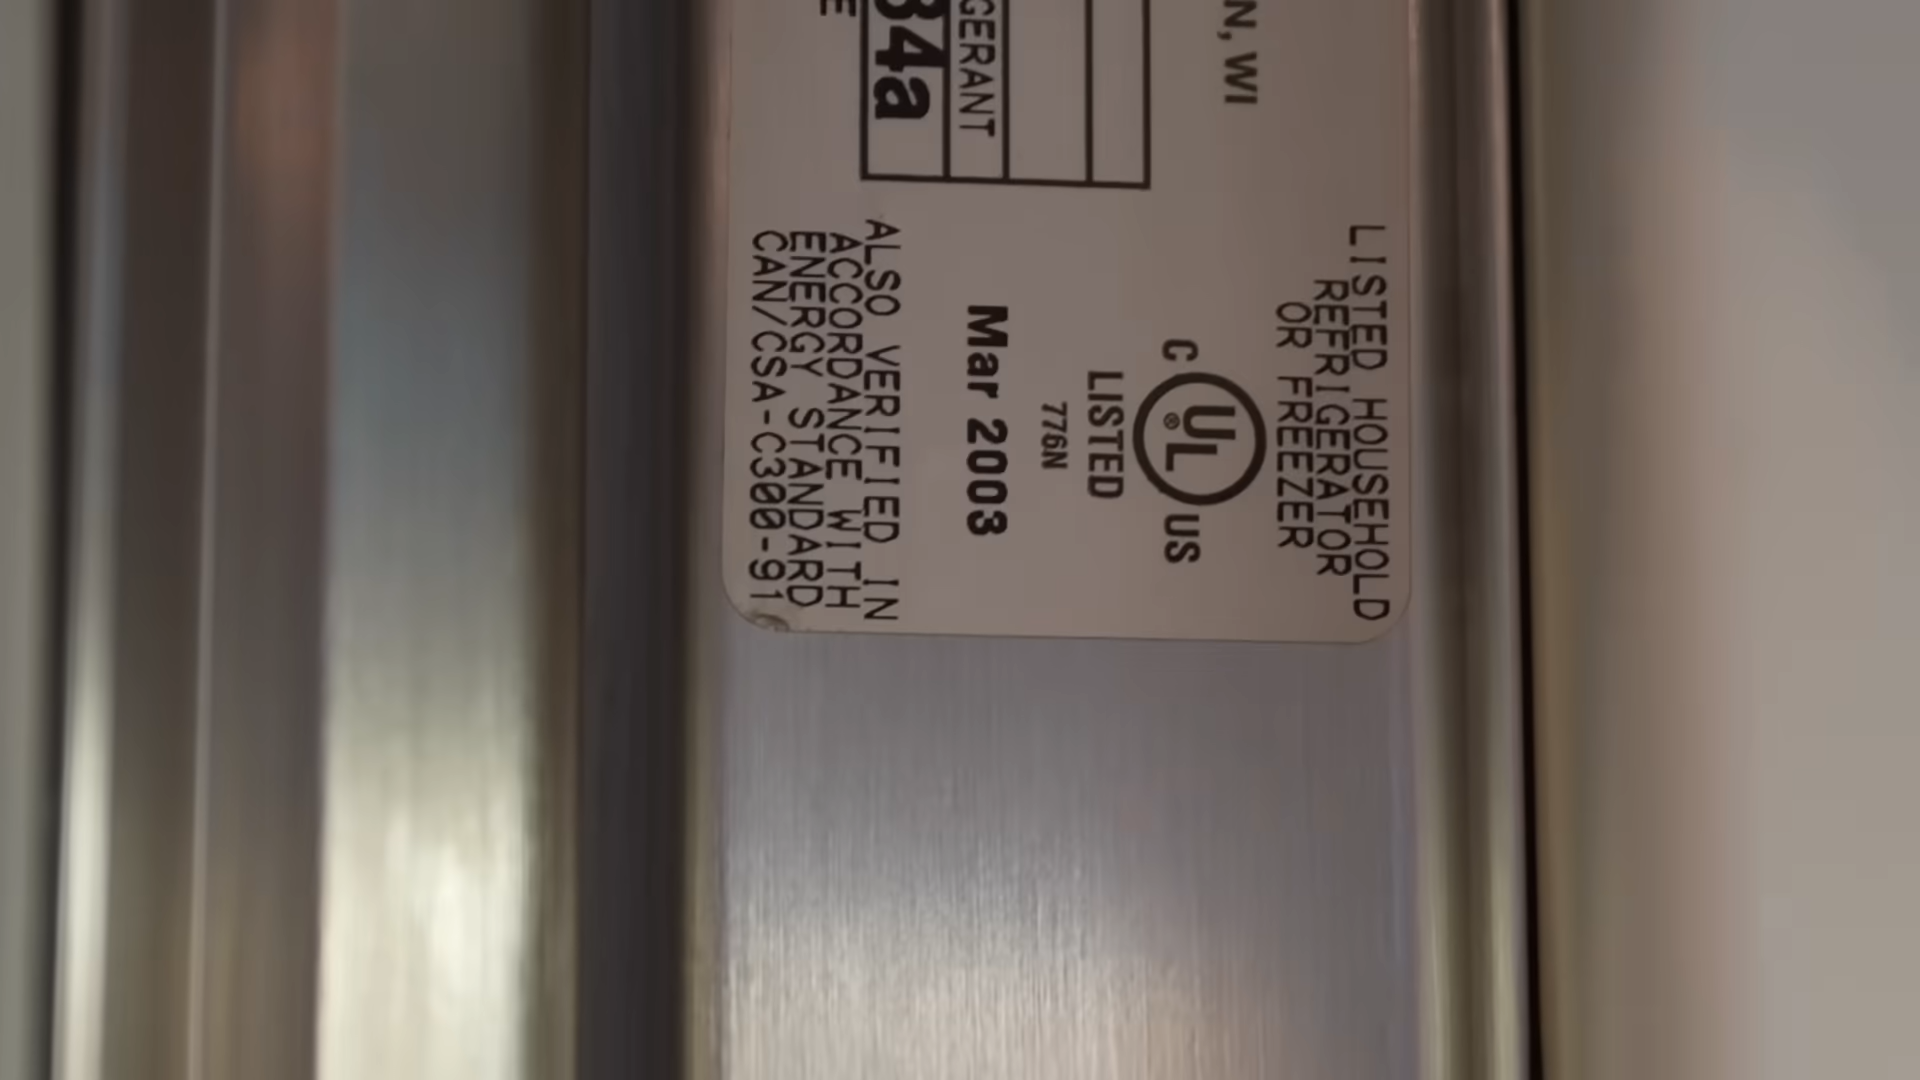 N, WI
GERANT
34a
E
LISTED HOUSEHOLD
REFRIGERATOR
OR FREEZER
C UL® US
LISTED
776N
Mar 2003
ALSO VERIFIED IN
ACCORDANCE WITH
ENERGY STANDARD
CAN/CSA-C300-91